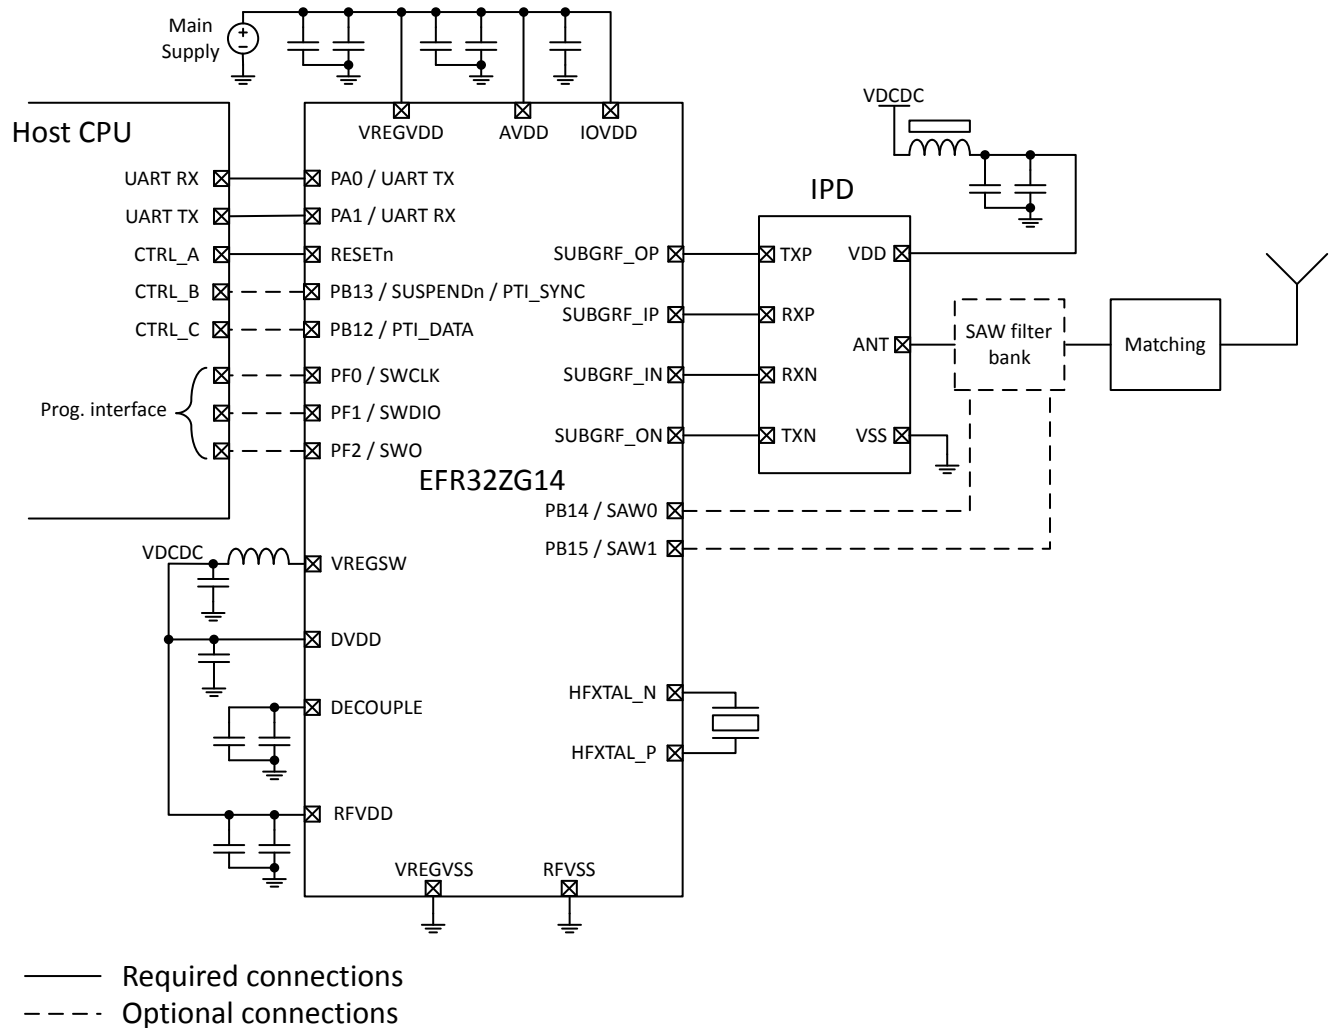 Main
Supply
+
−
VREGVDD
AVDD
IOVDD
Host CPU
UART RX
UART TX
CTRL_A
CTRL_B
CTRL_C
Prog. interface
PA0 / UART TX
PA1 / UART RX
RESETn
PB13 / SUSPENDn / PTI_SYNC
PB12 / PTI_DATA
PF0 / SWCLK
PF1 / SWDIO
PF2 / SWO
EFR32ZG14
SUBGRF_OP
SUBGRF_IP
SUBGRF_IN
SUBGRF_ON
PB14 / SAW0
PB15 / SAW1
VDCDC
IPD
TXP
RXP
RXN
TXN
VDD
ANT
VSS
SAW filter
bank
Matching
VDCDC
VREGSW
DVDD
DECOUPLE
RFVDD
HFXTAL_N
HFXTAL_P
VREGVSS
RFVSS
Required connections
Optional connections